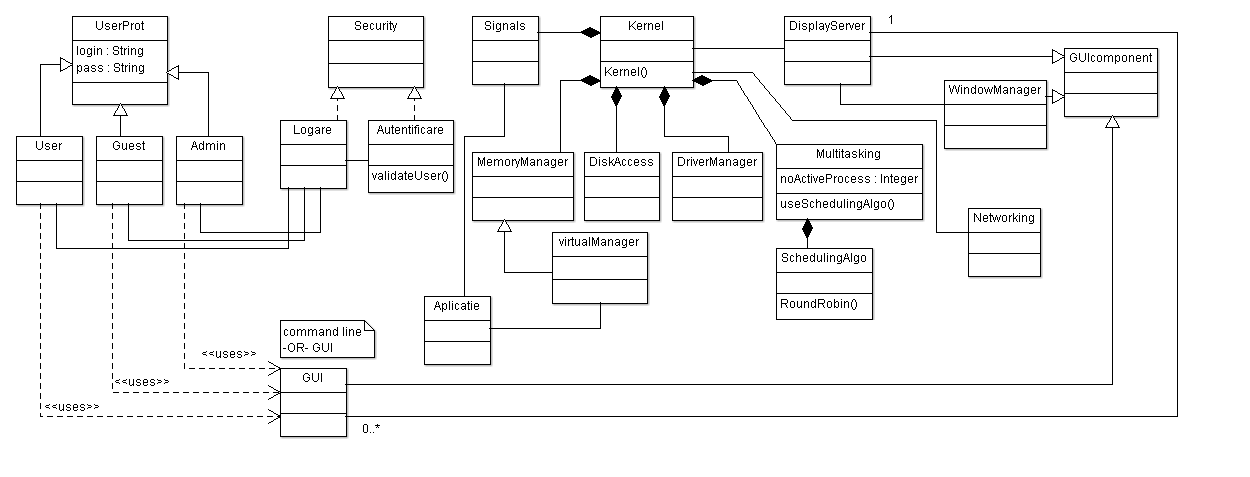 UserProt
login : String
pass : String
Security
Signals
Kernel
Kernel()
DisplayServer
1
GUIcomponent
WindowManager
User
Guest
Admin
Logare
Autentificare
validateUser()
MemoryManager
DiskAccess
DriverManager
Multitasking
noActiveProcess : Integer
useSchedulingAlgo()
Networking
virtualManager
SchedulingAlgo
RoundRobin()
Aplicatie
command line
-OR- GUI
<<uses>>
<<uses>>
<<uses>>
GUI
0..*